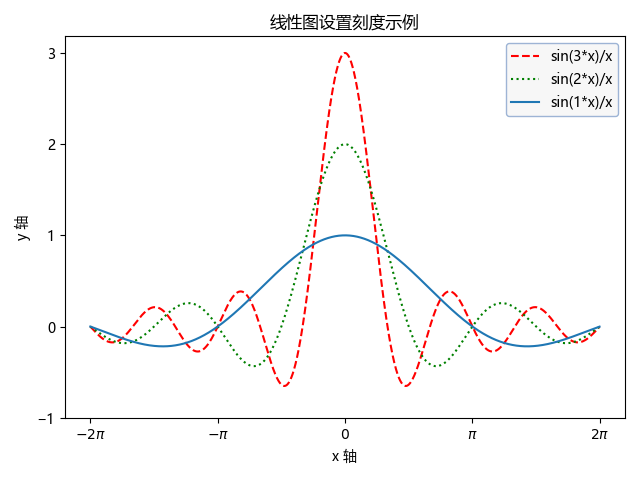 线性图设置刻度示例
sin(3*x)/x
sin(2*x)/x
sin(1*x)/x
y 轴
3
2
1
0
−1
−2π
−π
0
π
2π
x 轴